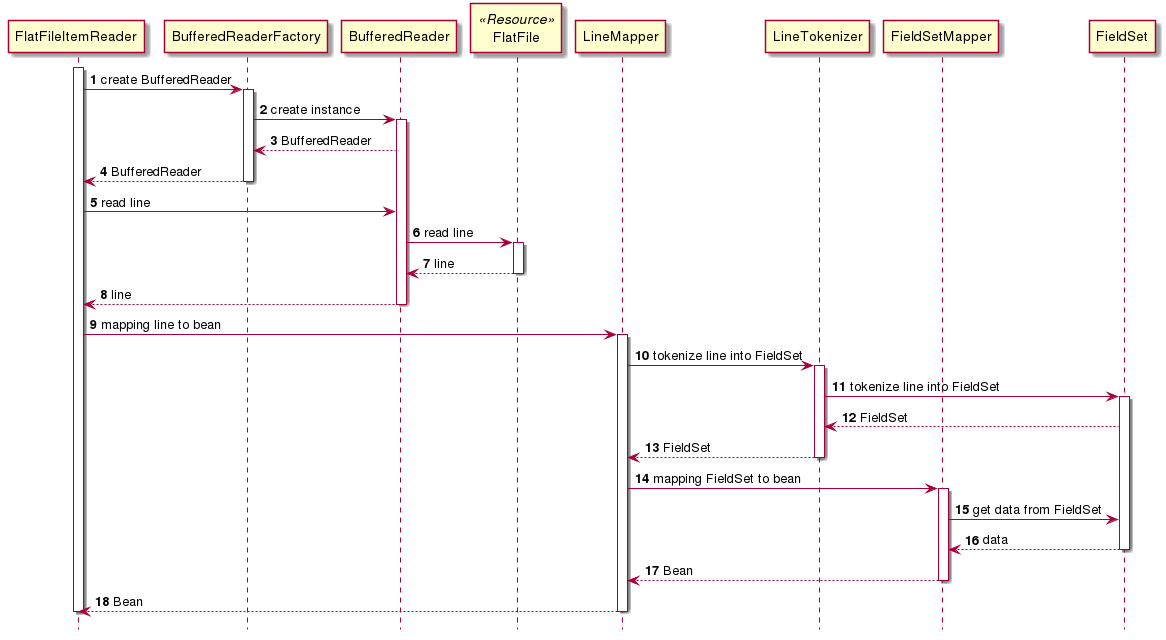 FlatFileItemReader
BufferedReaderFactory
BufferedReader
«Resource»
FlatFile
LineMapper
LineTokenizer
FieldSetMapper
FieldSet
1 create BufferedReader
2 create instance
3 BufferedReader
4 BufferedReader
5 read line
6 read line
7 line
8 line
9 mapping line to bean
10 tokenize line into FieldSet
11 tokenize line into FieldSet
12 FieldSet
13 FieldSet
14 mapping FieldSet to bean
15 get data from FieldSet
16 data
17 Bean
18 Bean